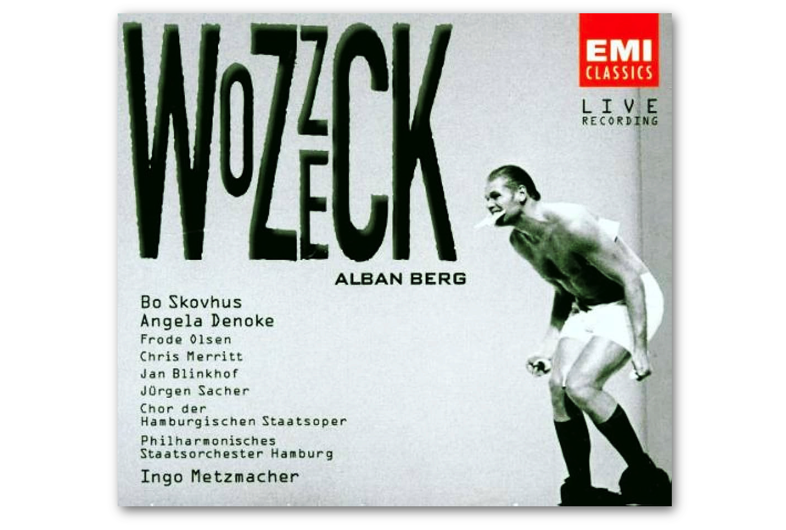 WOZZECK
EMI
CLASSICS
LIVE
RECORDING
ALBAN BERG
Bo Skovhus
Angela Denoke
Frode Olsen
Chris Merritt
Jan Blinkhof
Jürgen Sacher
Chor der
Hamburgischen Staatsoper
Philharmonisches
Staatsorchester Hamburg
Ingo Metzmacher